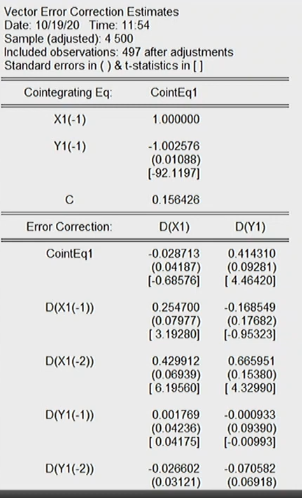 Vector Error Correction Estimates
Date: 10/19/20 Time: 11:54
Sample (adjusted): 4 500
Included observations: 497 after adjustments
Standard errors in ( ) & t-statistics in [ ]
Cointegrating Eq: CointEq1
X1(-1) 1.000000
Y1(-1) -1.002576
(0.01088)
[-92.1197]
C 0.156426
Error Correction: D(X1) D(Y1)
CointEq1 -0.028713 0.414310
(0.04187) (0.09281)
[-0.68576] [ 4.46420]
D(X1(-1)) 0.254700 -0.168549
(0.07977) (0.17682)
[ 3.19280] [-0.95323]
D(X1(-2)) 0.429912 0.665951
(0.06939) (0.15380)
[ 6.19560] [ 4.32990]
D(Y1(-1)) 0.001769 -0.000933
(0.04236) (0.09390)
[ 0.04175] [-0.00993]
D(Y1(-2)) -0.026602 -0.070582
(0.03121) (0.06918)